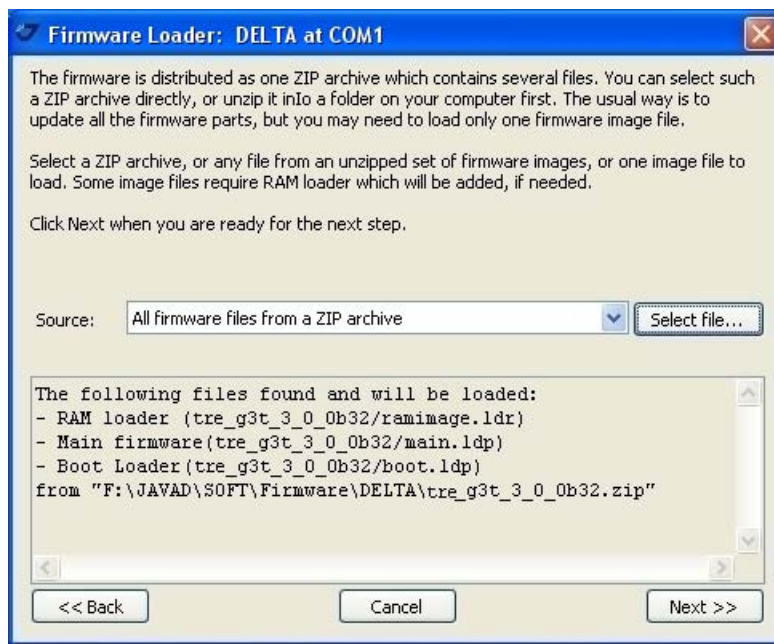 Firmware Loader: DELTA at COM1
The firmware is distributed as one ZIP archive which contains several files. You can select such
a ZIP archive directly, or unzip it inIo a folder on your computer first. The usual way is to
update all the firmware parts, but you may need to load only one firmware image file.
Select a ZIP archive, or any file from an unzipped set of firmware images, or one image file to
load. Some image files require RAM loader which will be added, if needed.
Click Next when you are ready for the next step.
Source: All firmware files from a ZIP archive Select file...
The following files found and will be loaded:
- RAM loader (tre_g3t_3_0_0b32/ramimage.ldr)
- Main firmware(tre_g3t_3_0_0b32/main.ldp)
- Boot Loader(tre_g3t_3_0_0b32/boot.ldp)
from "F:\JAVAD\SOFT\Firmware\DELTA\tre_g3t_3_0_0b32.zip"
<< Back Cancel Next >>